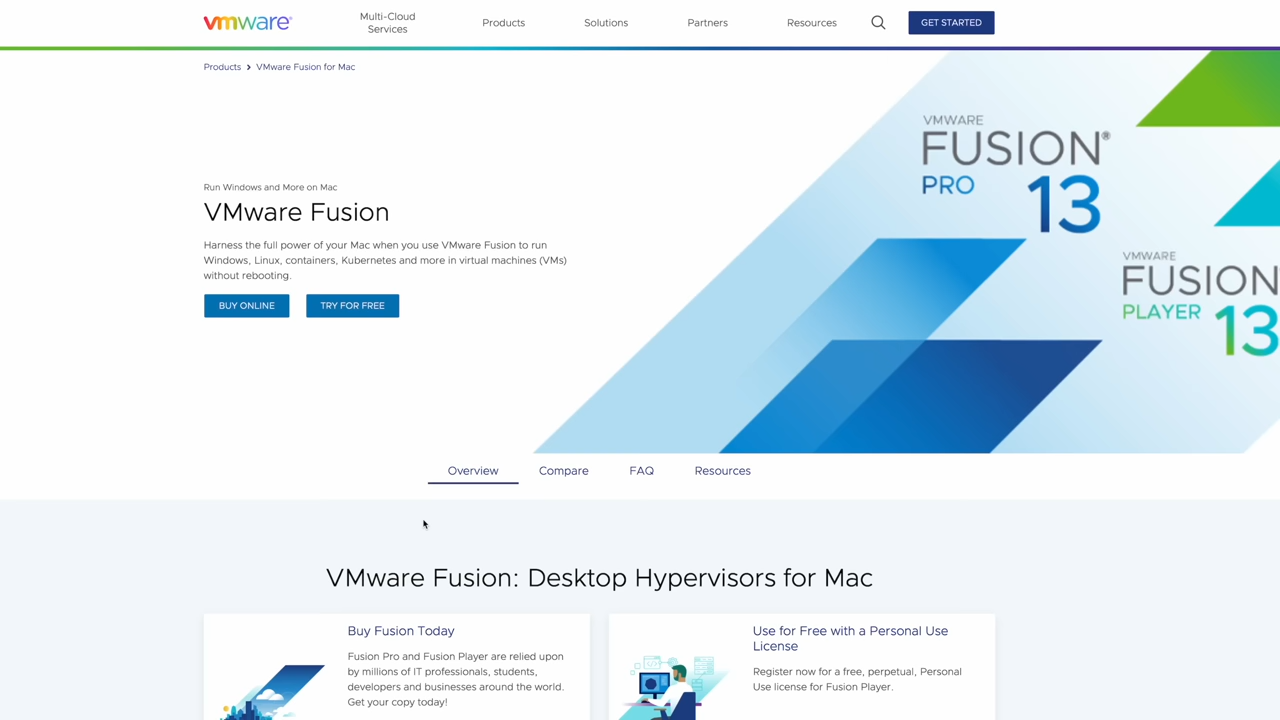 vmware®
Multi-Cloud
Services
Products
Solutions
Partners
Resources
GET STARTED
Products > VMware Fusion for Mac
VMWARE
FUSION®
PRO 13
VMWARE
FUSION
PLAYER 13
Run Windows and More on Mac
VMware Fusion
Harness the full power of your Mac when you use VMware Fusion to run
Windows, Linux, containers, Kubernetes and more in virtual machines (VMs)
without rebooting.
BUY ONLINE
TRY FOR FREE
Overview
Compare
FAQ
Resources
VMware Fusion: Desktop Hypervisors for Mac
Buy Fusion Today
Fusion Pro and Fusion Player are relied upon
by millions of IT professionals, students,
developers and businesses around the world.
Get your copy today!
Use for Free with a Personal Use
License
Register now for a free, perpetual, Personal
Use license for Fusion Player.